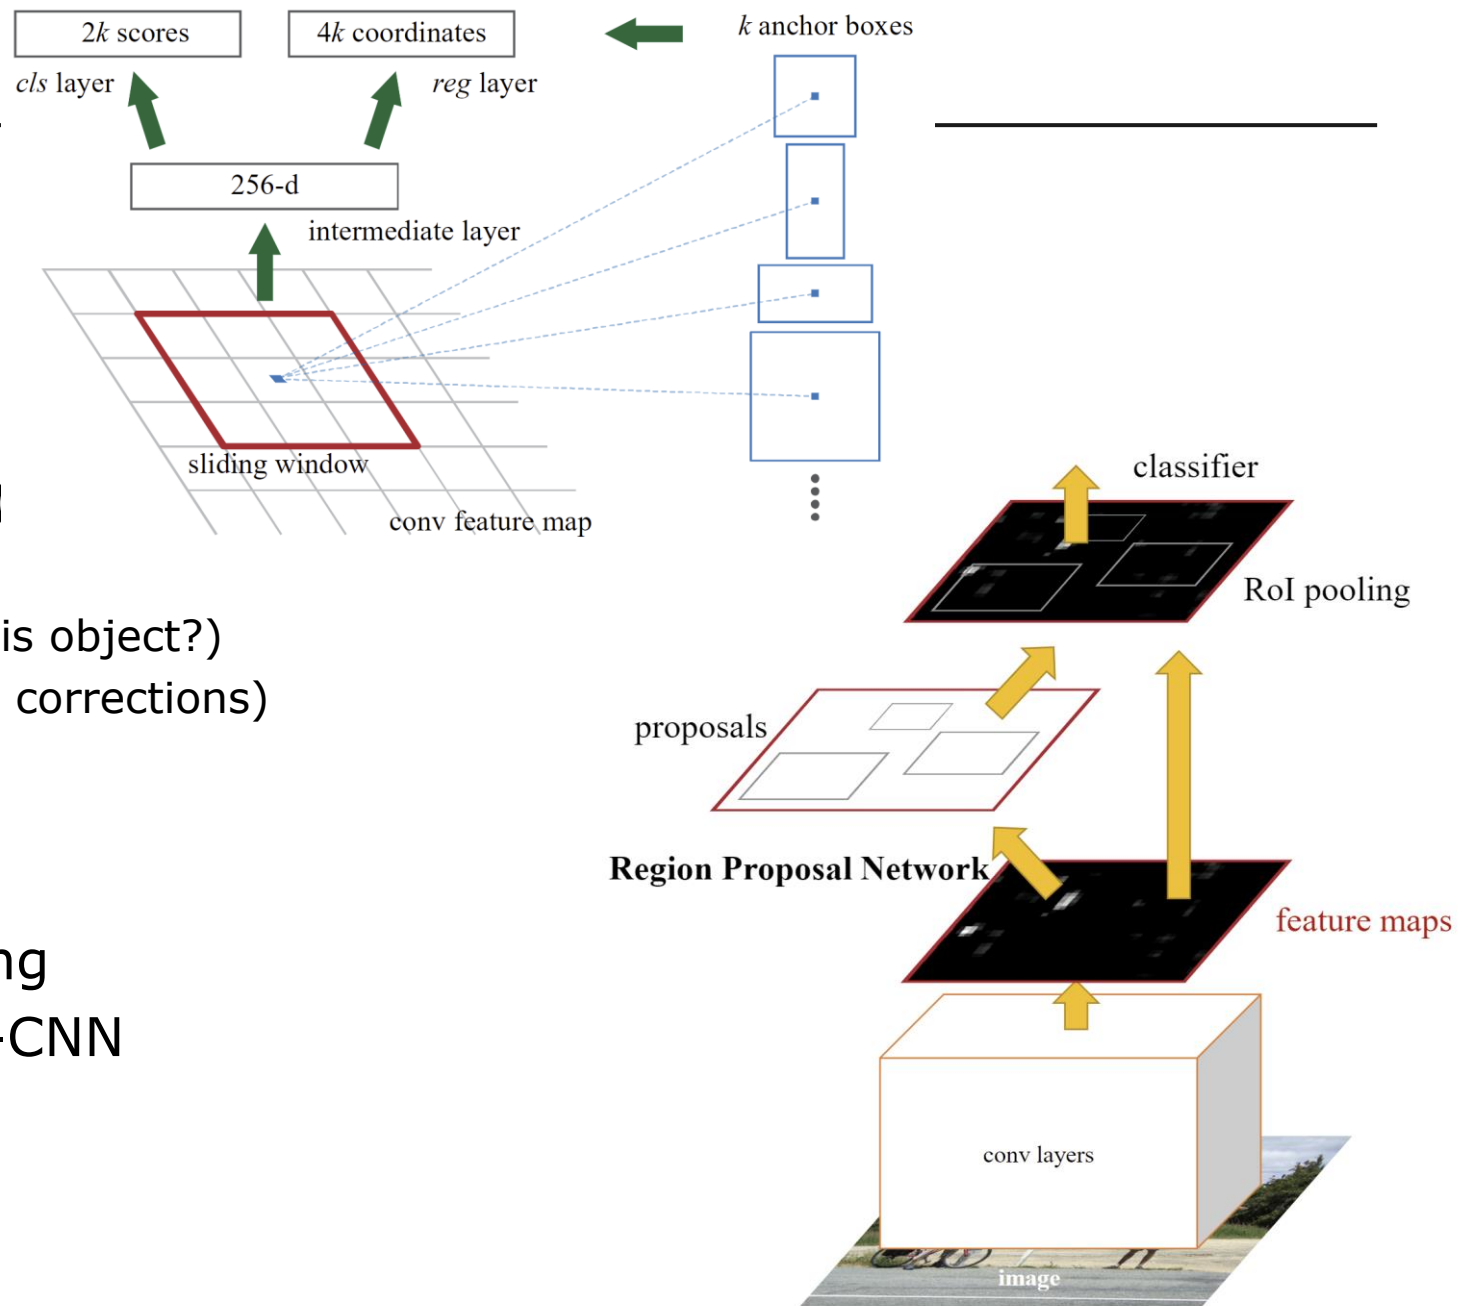 2k scores
4k coordinates
k anchor boxes
cls layer
reg layer
256-d
intermediate layer
sliding window
conv feature map
classifier
RoI pooling
is object?)
corrections)
proposals
Region Proposal Network
feature maps
ng
-CNN
conv layers
image